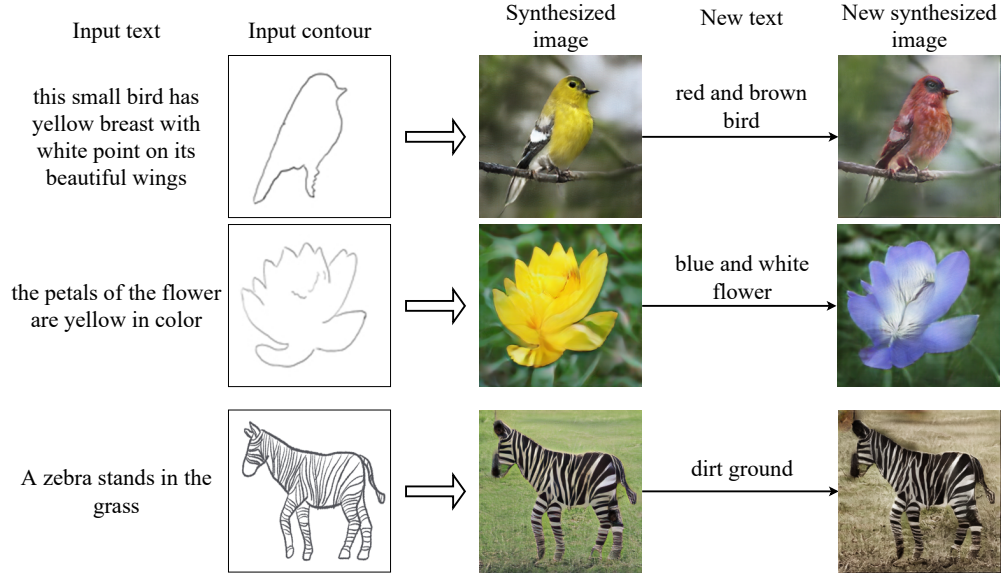 Input text
Input contour
Synthesized
image
New text
New synthesized
image
this small bird has
yellow breast with
white point on its
beautiful wings
red and brown
bird
the petals of the flower
are yellow in color
blue and white
flower
A zebra stands in the
grass
dirt ground